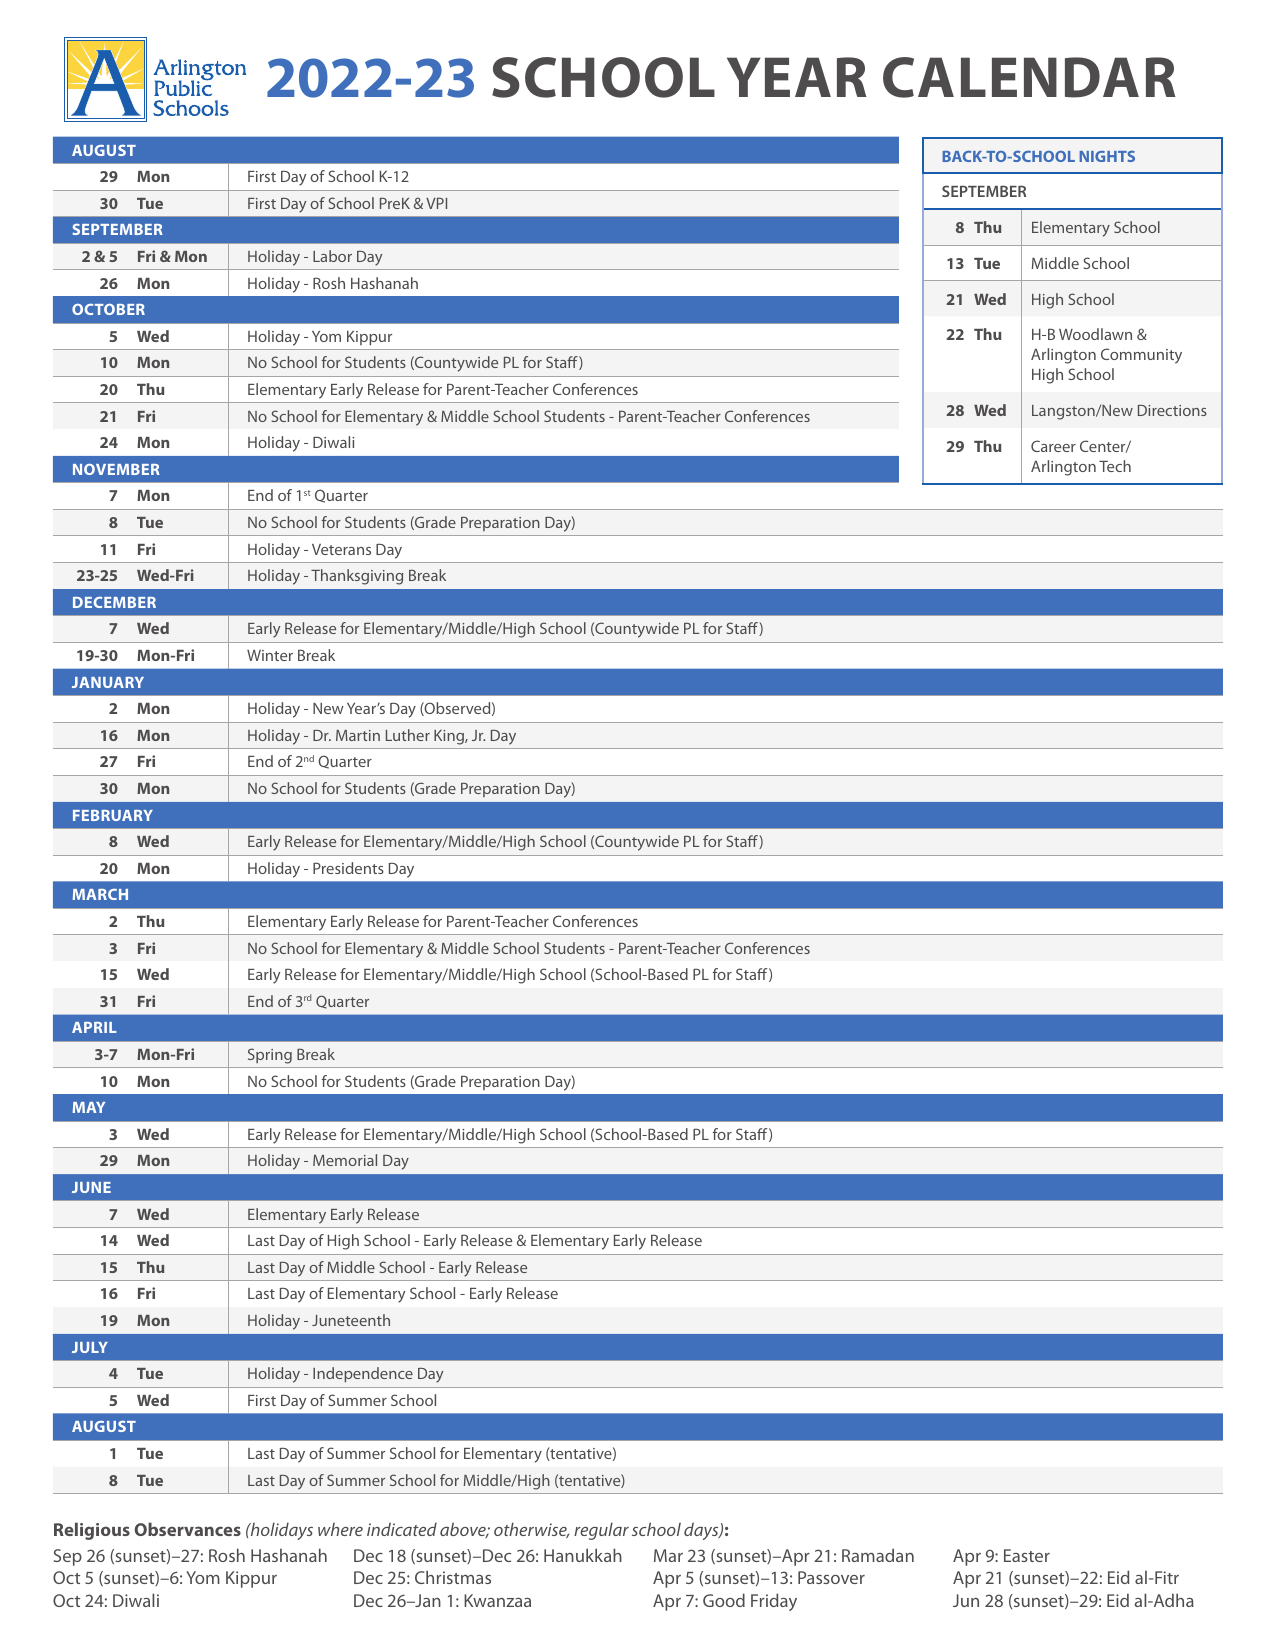 A
Arlington
Public
Schools
2022-23 SCHOOL YEAR CALENDAR
AUGUST
29 Mon First Day of School K-12
30 Tue First Day of School PreK & VPI
SEPTEMBER
2 & 5 Fri & Mon Holiday - Labor Day
26 Mon Holiday - Rosh Hashanah
OCTOBER
5 Wed Holiday - Yom Kippur
10 Mon No School for Students (Countywide PL for Staff)
20 Thu Elementary Early Release for Parent-Teacher Conferences
21 Fri No School for Elementary & Middle School Students - Parent-Teacher Conferences
24 Mon Holiday - Diwali
BACK-TO-SCHOOL NIGHTS
SEPTEMBER
8 Thu Elementary School
13 Tue Middle School
21 Wed High School
22 Thu H-B Woodlawn &
Arlington Community
High School
28 Wed Langston/New Directions
29 Thu Career Center/
Arlington Tech
NOVEMBER
7 Mon End of 1st Quarter
8 Tue No School for Students (Grade Preparation Day)
11 Fri Holiday - Veterans Day
23-25 Wed-Fri Holiday - Thanksgiving Break
DECEMBER
7 Wed Early Release for Elementary/Middle/High School (Countywide PL for Staff)
19-30 Mon-Fri Winter Break
JANUARY
2 Mon Holiday - New Year’s Day (Observed)
16 Mon Holiday - Dr. Martin Luther King, Jr. Day
27 Fri End of 2nd Quarter
30 Mon No School for Students (Grade Preparation Day)
FEBRUARY
8 Wed Early Release for Elementary/Middle/High School (Countywide PL for Staff)
20 Mon Holiday - Presidents Day
MARCH
2 Thu Elementary Early Release for Parent-Teacher Conferences
3 Fri No School for Elementary & Middle School Students - Parent-Teacher Conferences
15 Wed Early Release for Elementary/Middle/High School (School-Based PL for Staff)
31 Fri End of 3rd Quarter
APRIL
3-7 Mon-Fri Spring Break
10 Mon No School for Students (Grade Preparation Day)
MAY
3 Wed Early Release for Elementary/Middle/High School (School-Based PL for Staff)
29 Mon Holiday - Memorial Day
JUNE
7 Wed Elementary Early Release
14 Wed Last Day of High School - Early Release & Elementary Early Release
15 Thu Last Day of Middle School - Early Release
16 Fri Last Day of Elementary School - Early Release
19 Mon Holiday - Juneteenth
JULY
4 Tue Holiday - Independence Day
5 Wed First Day of Summer School
AUGUST
1 Tue Last Day of Summer School for Elementary (tentative)
8 Tue Last Day of Summer School for Middle/High (tentative)
Religious Observances (holidays where indicated above; otherwise, regular school days):
Sep 26 (sunset)–27: Rosh Hashanah
Oct 5 (sunset)–6: Yom Kippur
Oct 24: Diwali
Dec 18 (sunset)–Dec 26: Hanukkah
Dec 25: Christmas
Dec 26–Jan 1: Kwanzaa
Mar 23 (sunset)–Apr 21: Ramadan
Apr 5 (sunset)–13: Passover
Apr 7: Good Friday
Apr 9: Easter
Apr 21 (sunset)–22: Eid al-Fitr
Jun 28 (sunset)–29: Eid al-Adha